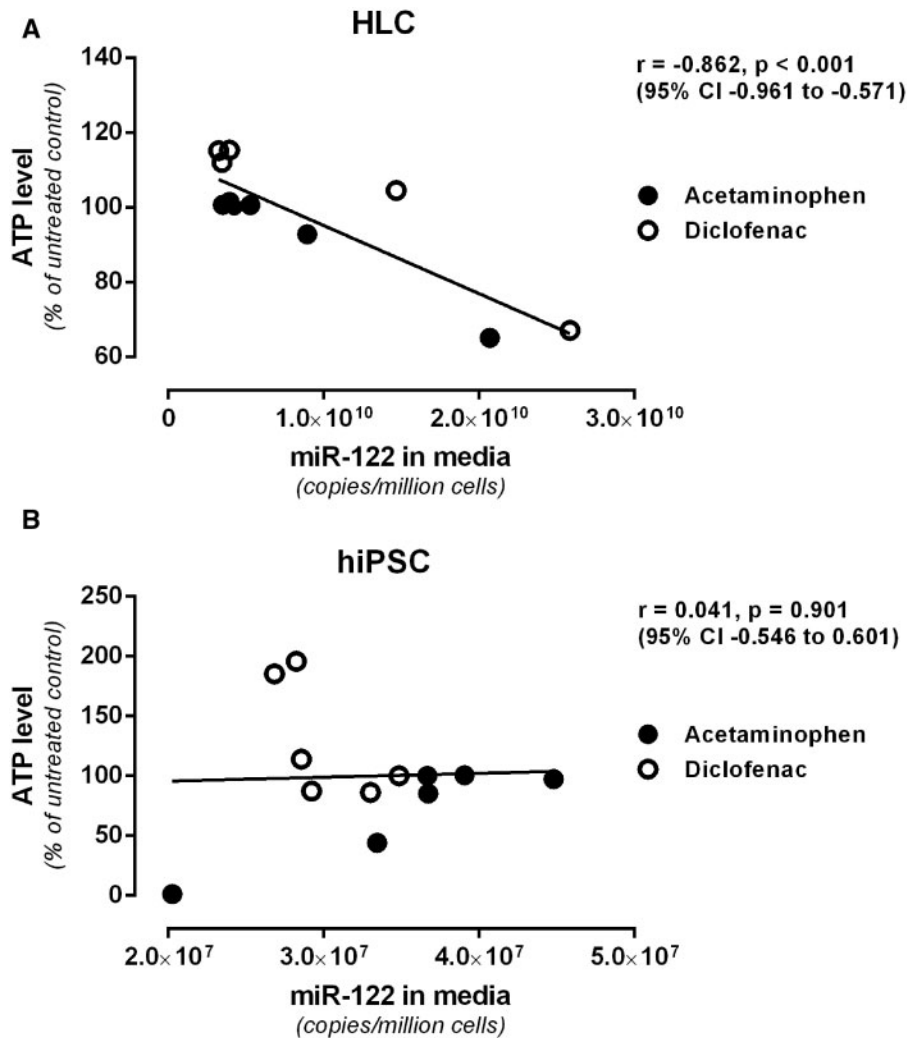 A
HLC
140
120
100
80
60
ATP level
(% of untreated control)
r = -0.862, p < 0.001
(95% CI -0.961 to -0.571)
Acetaminophen
Diclofenac
0
1.0×10¹⁰
2.0×10¹⁰
3.0×10¹⁰
miR-122 in media
(copies/million cells)
B
hiPSC
250
200
150
100
50
0
ATP level
(% of untreated control)
r = 0.041, p = 0.901
(95% CI -0.546 to 0.601)
Acetaminophen
Diclofenac
2.0×10⁷
3.0×10⁷
4.0×10⁷
5.0×10⁷
miR-122 in media
(copies/million cells)